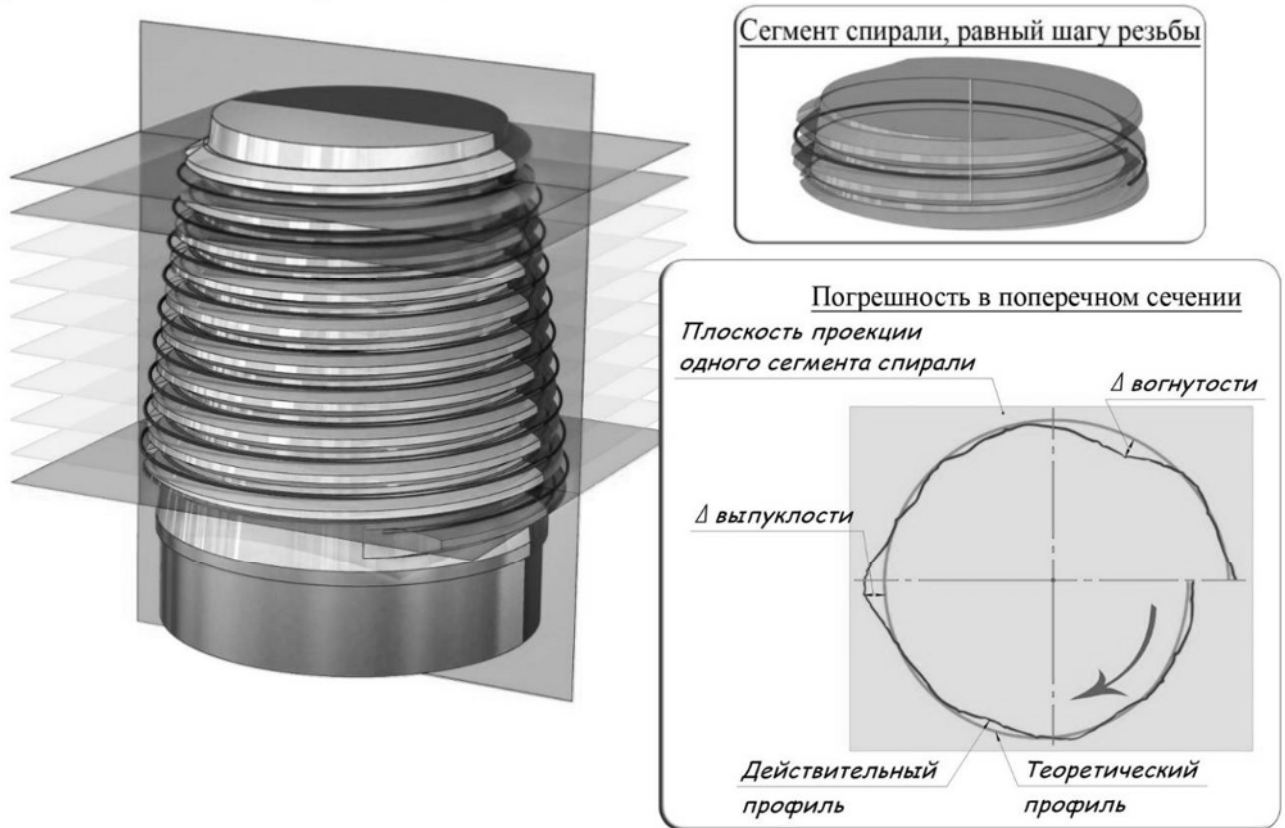 Сегмент спирали, равный шагу резьбы
Погрешность в поперечном сечении
Плоскость проекции
одного сегмента спирали
Δ вогнутости
Δ выпуклости
Действительный
профиль
Теоретический
профиль